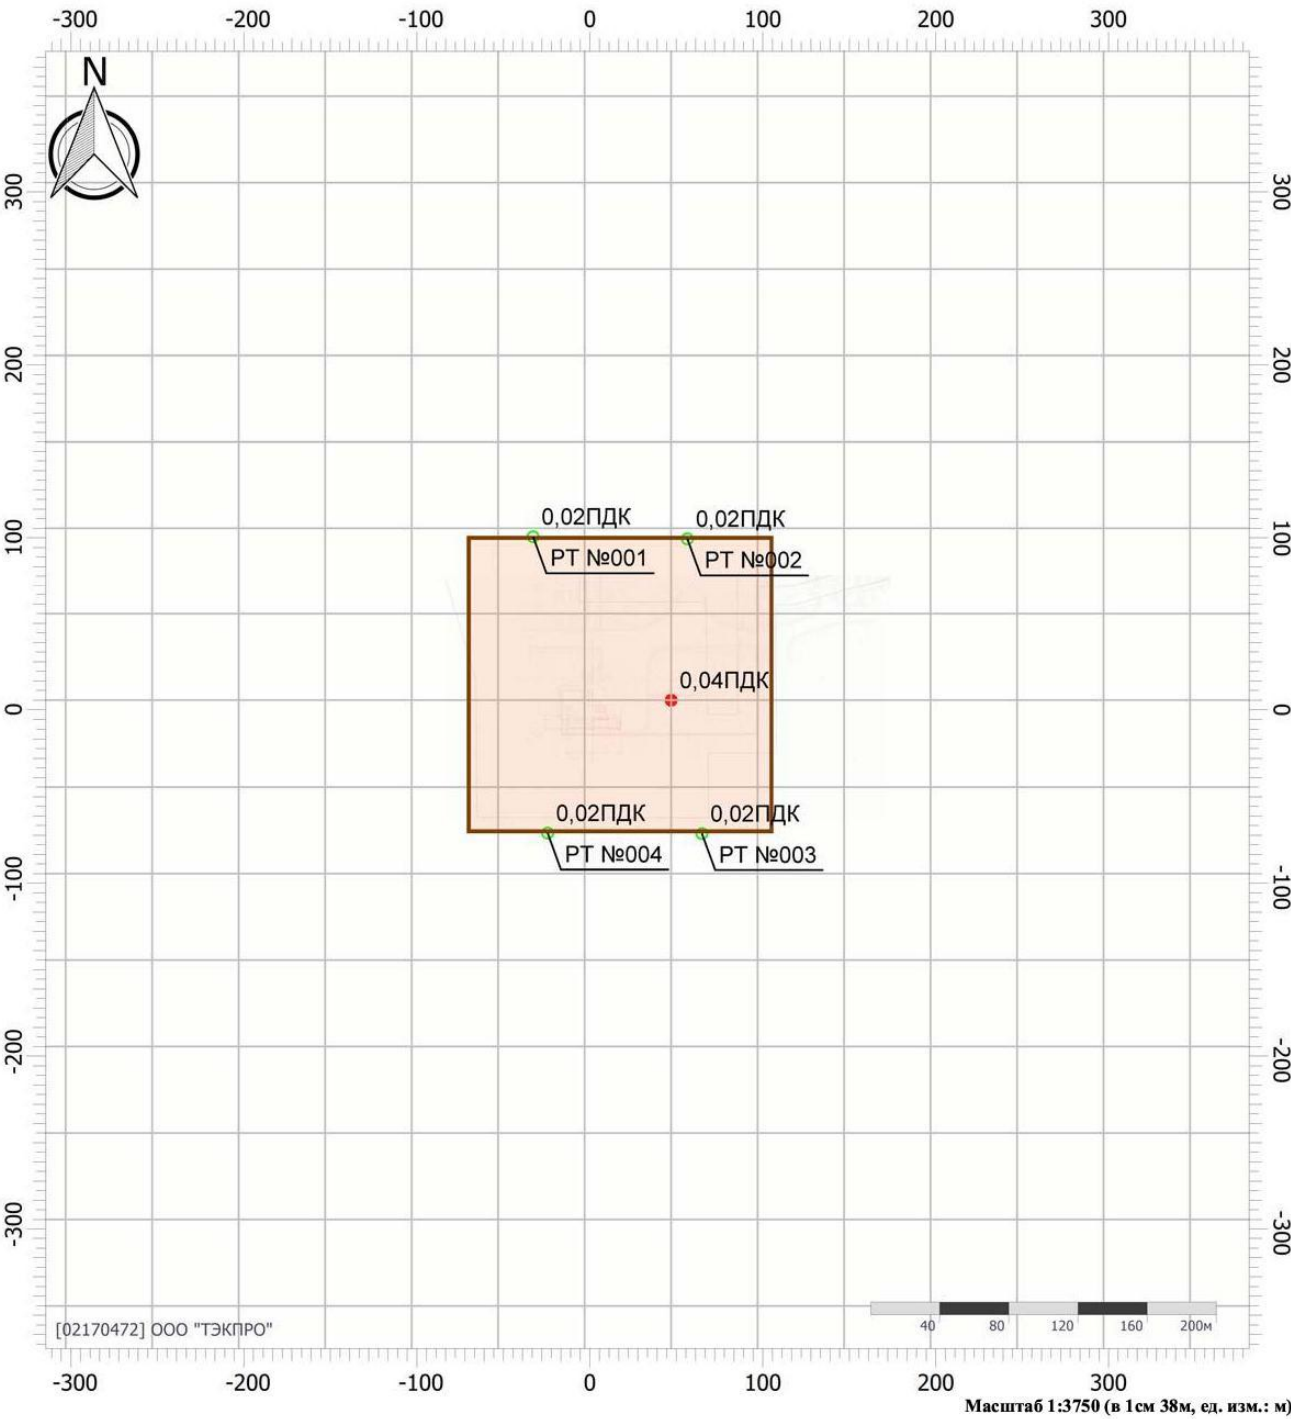 -300 -200 -100 0 100 200 300
N
300 300
200 200
0,02ПДК 0,02ПДК
100 100
РТ №001 РТ №002
0,04ПДК
0 0
0,02ПДК 0,02ПДК
РТ №004 РТ №003
-100 -100
-200 -200
-300 -300
40 80 120 160 200м
[02170472] ООО "ТЭКПРО"
-300 -200 -100 0 100 200 300
Масштаб 1:3750 (в 1см 38м, ед. изм.: м)